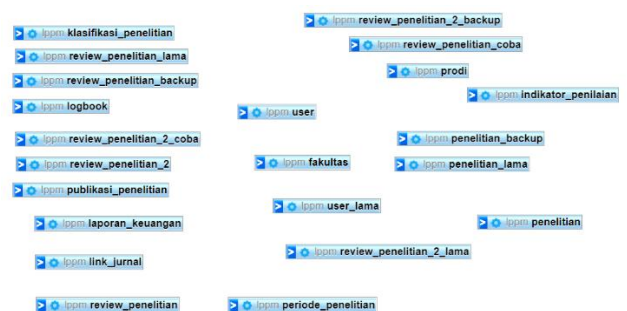 lppm review_penelitian_2_backup
lppm klasifikasi_penelitian
lppm review_penelitian_coba
lppm review_penelitian_lama
lppm prodi
lppm review_penelitian_backup
lppm indikator_penilaian
lppm logbook
lppm user
lppm review_penelitian_2_coba
lppm penelitian_backup
lppm review_penelitian_2
lppm fakultas
lppm penelitian_lama
lppm publikasi_penelitian
lppm user_lama
lppm laporan_keuangan
lppm penelitian
lppm review_penelitian_2_lama
lppm link_jurnal
lppm review_penelitian
lppm periode_penelitian